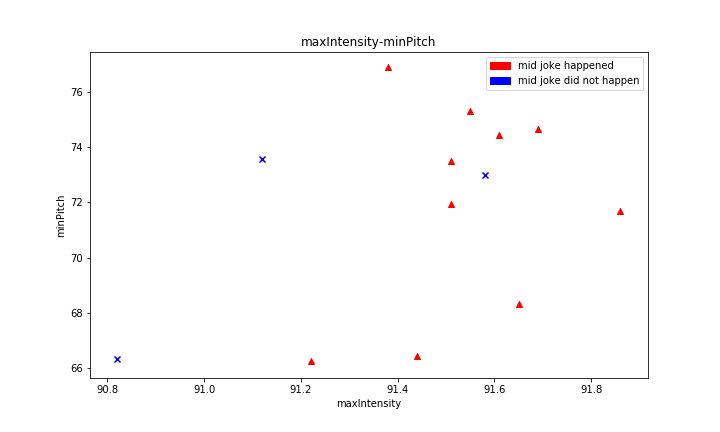 maxIntensity-minPitch
mid joke happened
mid joke did not happen
76
74
72
70
68
66
minPitch
90.8
91.0
91.2
91.4
91.6
91.8
maxIntensity